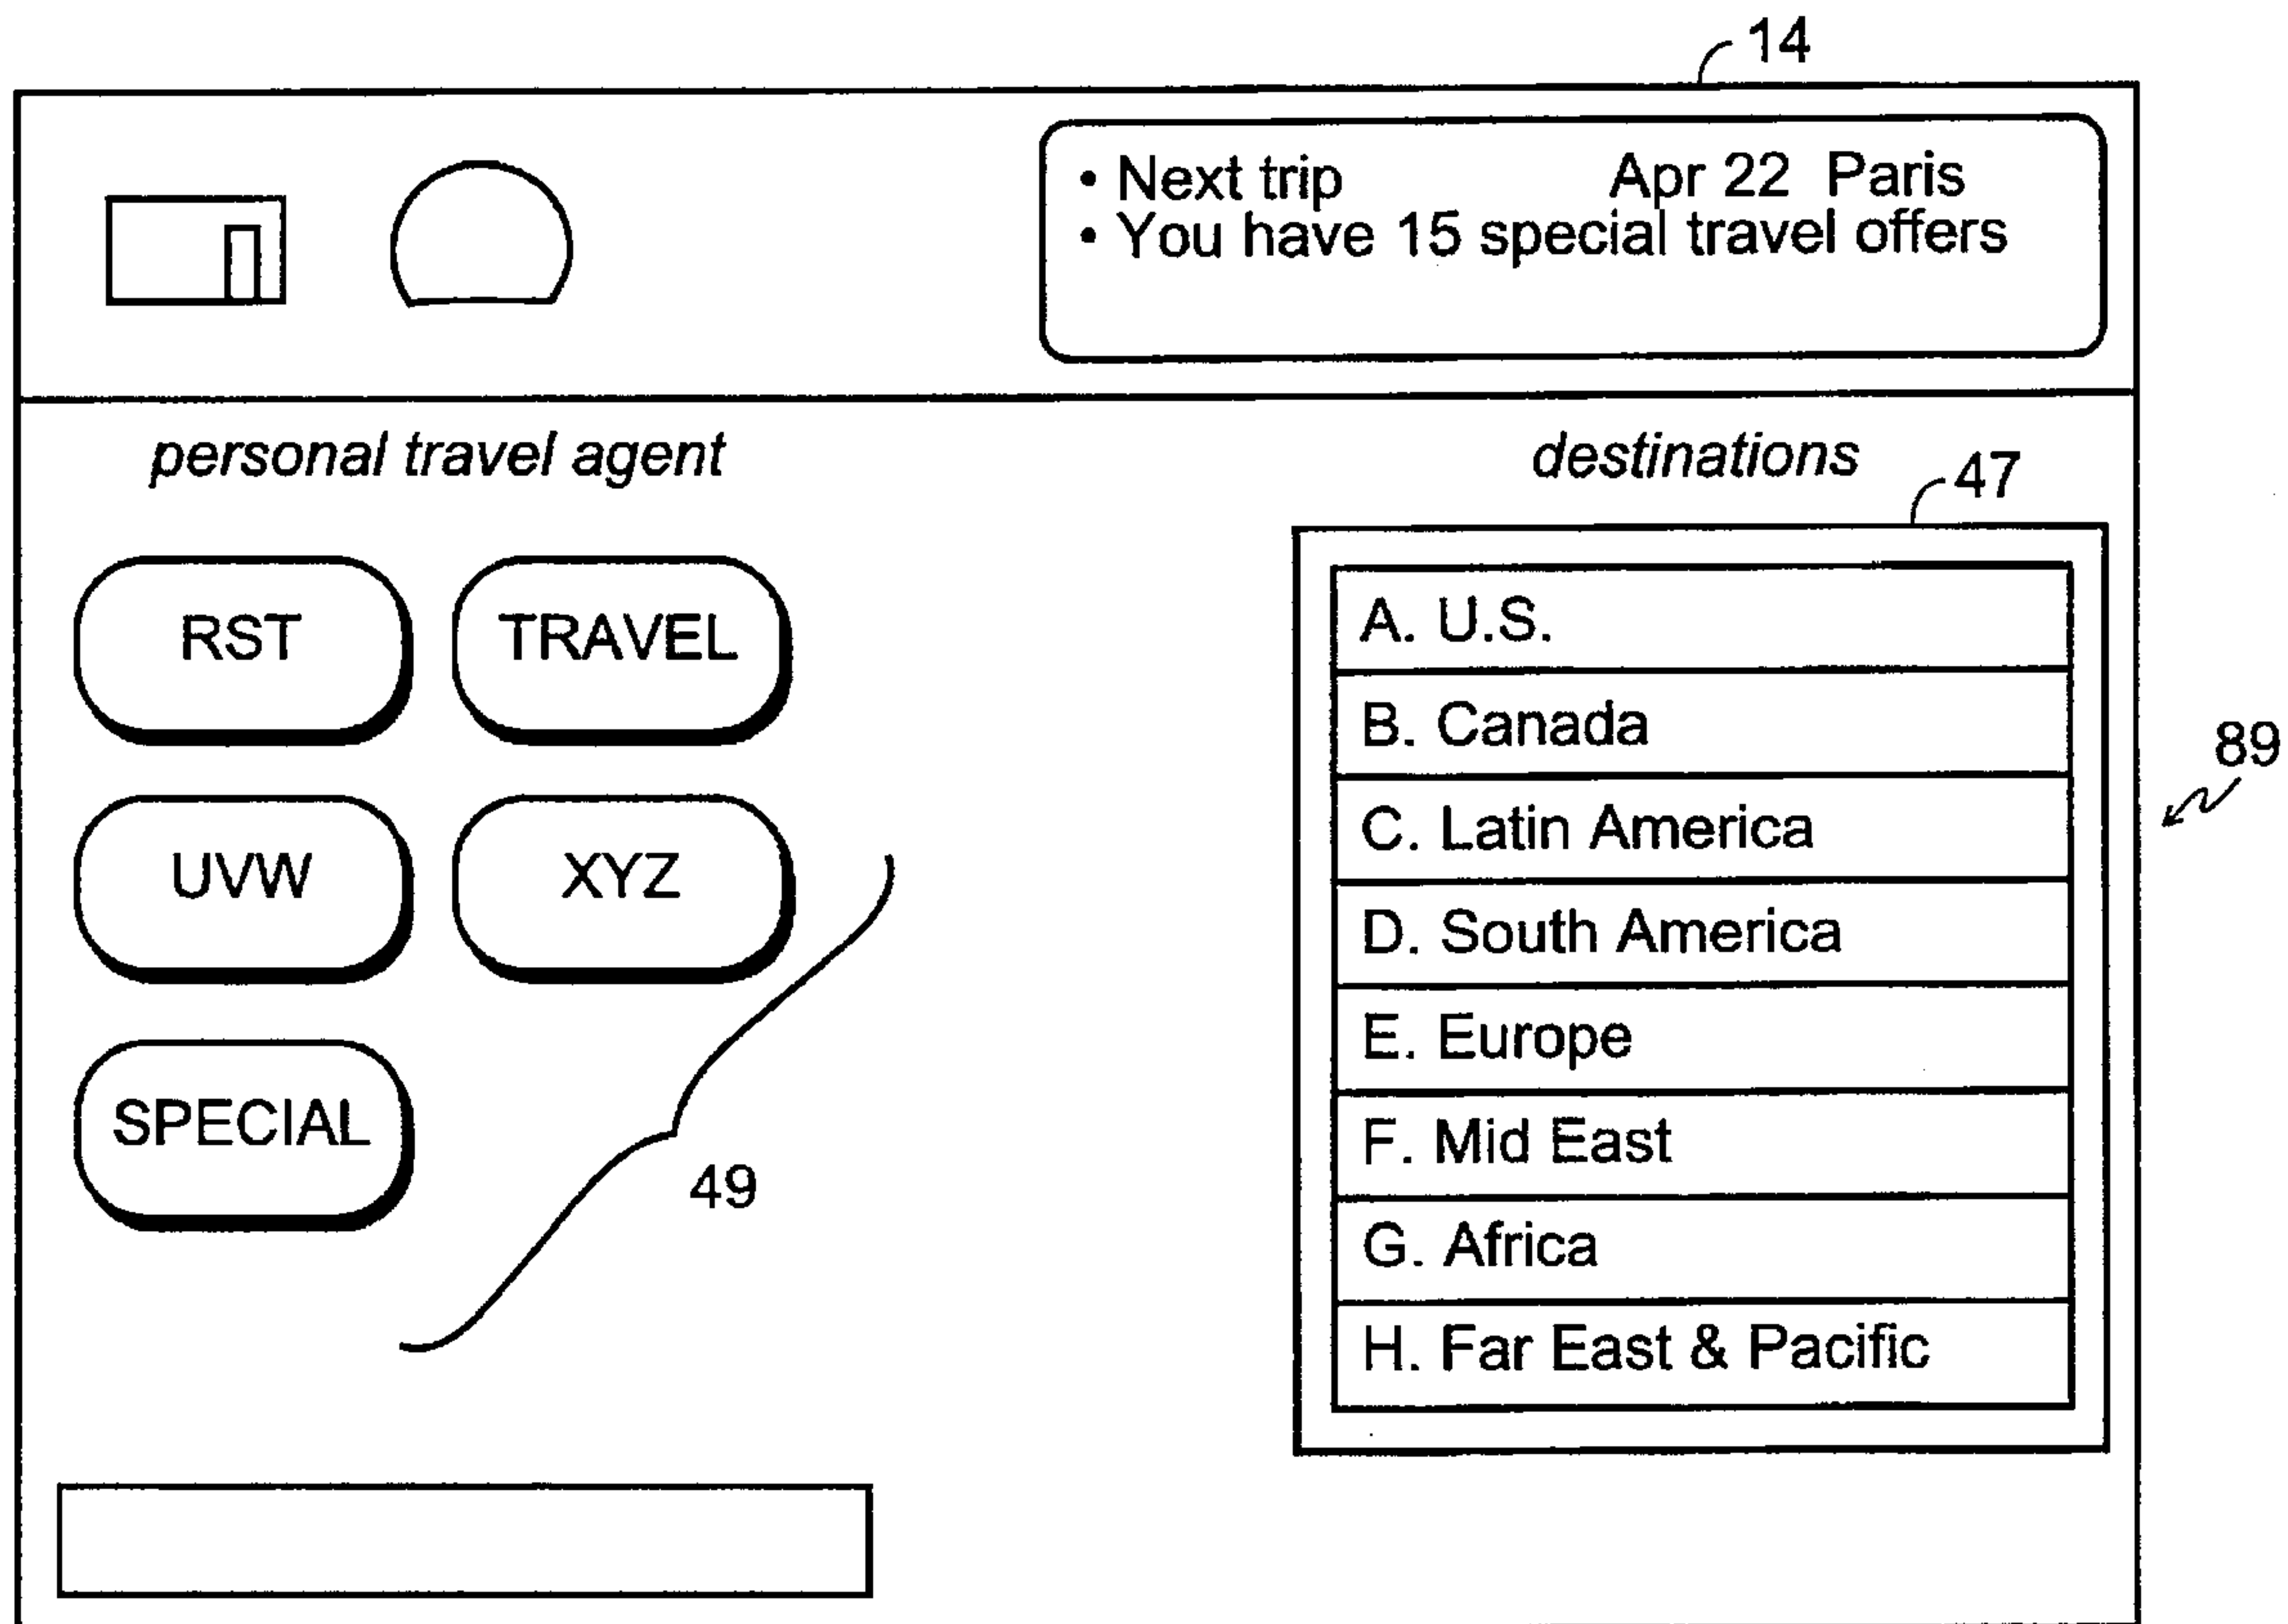 14
• Next trip Apr 22 Paris
• You have 15 special travel offers
personal travel agent
destinations
47
RST
TRAVEL
UVW
XYZ
SPECIAL
49
A. U.S.
B. Canada
C. Latin America
D. South America
E. Europe
F. Mid East
G. Africa
H. Far East & Pacific
89